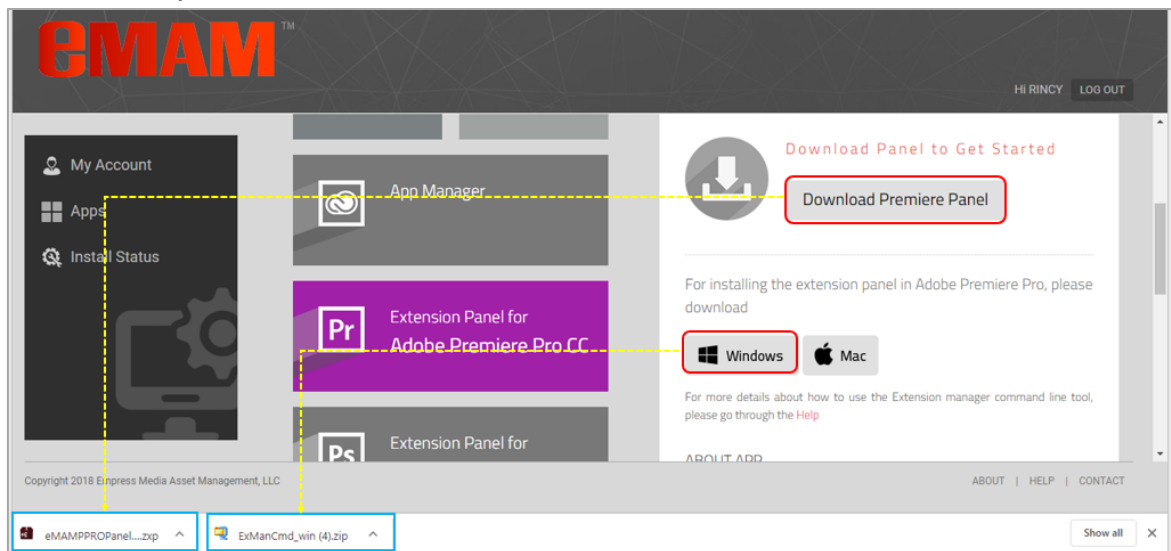 eMAM TM
Hi RINCY LOG OUT
My Account
Apps
Install Status
App Manager
Extension Panel for
Adobe Premiere Pro CC
Extension Panel for
Download Panel to Get Started
Download Premiere Panel
For installing the extension panel in Adobe Premiere Pro, please
download
Windows Mac
For more details about how to use the Extension manager command line tool,
please go through the Help
ABOUT APP
Pr
Ps
Copyright 2018 Empress Media Asset Management, LLC
ABOUT | HELP | CONTACT
eMAMPPROPanel....zxp
ExManCmd_win (4).zip
Show all